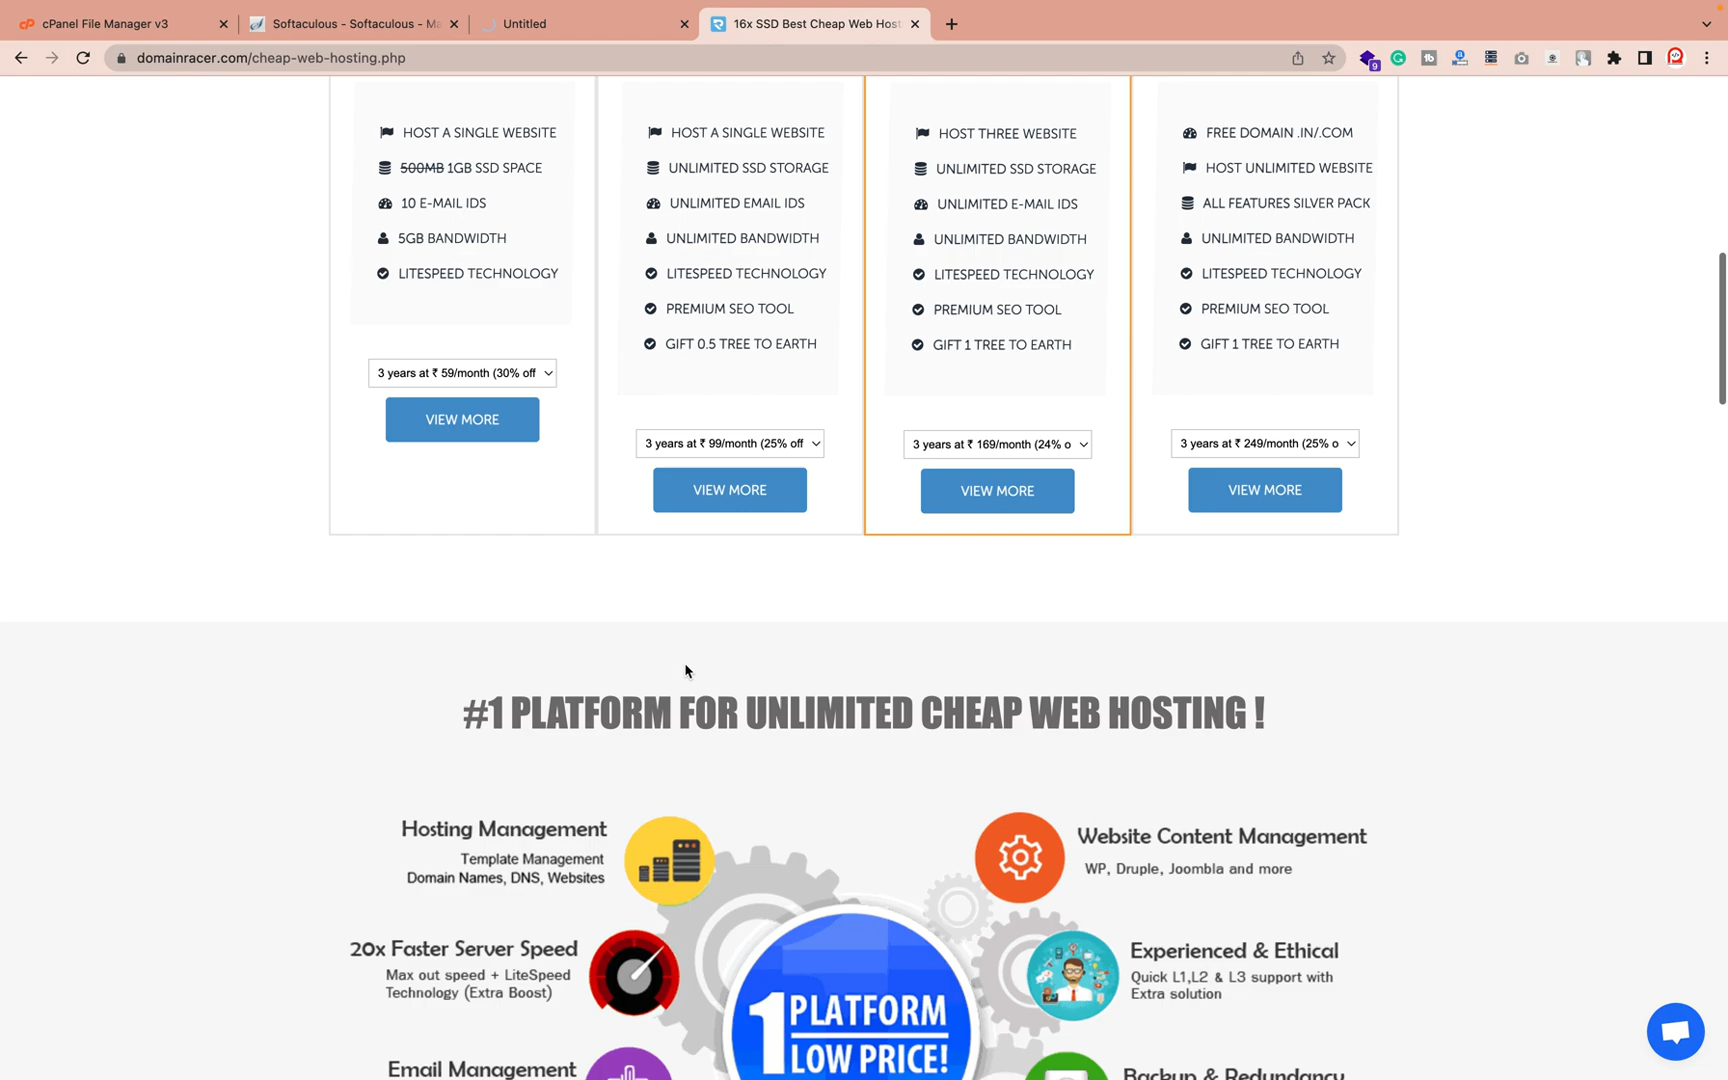 cPanel File Manager v3
Softaculous - Softaculous - Ma
Untitled
16x SSD Best Cheap Web Host
domainracer.com/cheap-web-hosting.php
9
HOST A SINGLE WEBSITE
500MB 1GB SSD SPACE
10 E-MAIL IDS
5GB BANDWIDTH
LITESPEED TECHNOLOGY
3 years at ₹ 59/month (30% off
VIEW MORE
HOST A SINGLE WEBSITE
UNLIMITED SSD STORAGE
UNLIMITED EMAIL IDS
UNLIMITED BANDWIDTH
LITESPEED TECHNOLOGY
PREMIUM SEO TOOL
GIFT 0.5 TREE TO EARTH
3 years at ₹ 99/month (25% off
VIEW MORE
HOST THREE WEBSITE
UNLIMITED SSD STORAGE
UNLIMITED E-MAIL IDS
UNLIMITED BANDWIDTH
LITESPEED TECHNOLOGY
PREMIUM SEO TOOL
GIFT 1 TREE TO EARTH
3 years at ₹ 169/month (24% o
VIEW MORE
FREE DOMAIN .IN/.COM
HOST UNLIMITED WEBSITE
ALL FEATURES SILVER PACK
UNLIMITED BANDWIDTH
LITESPEED TECHNOLOGY
PREMIUM SEO TOOL
GIFT 1 TREE TO EARTH
3 years at ₹ 249/month (25% o
VIEW MORE
#1 PLATFORM FOR UNLIMITED CHEAP WEB HOSTING !
Hosting Management
Template Management
Domain Names, DNS, Websites
Website Content Management
WP, Druple, Joombla and more
20x Faster Server Speed
Max out speed + LiteSpeed
Technology (Extra Boost)
Experienced & Ethical
Quick L1,L2 & L3 support with
Extra solution
1 PLATFORM
LOW PRICE!
Email Management
Backup & Redundancy